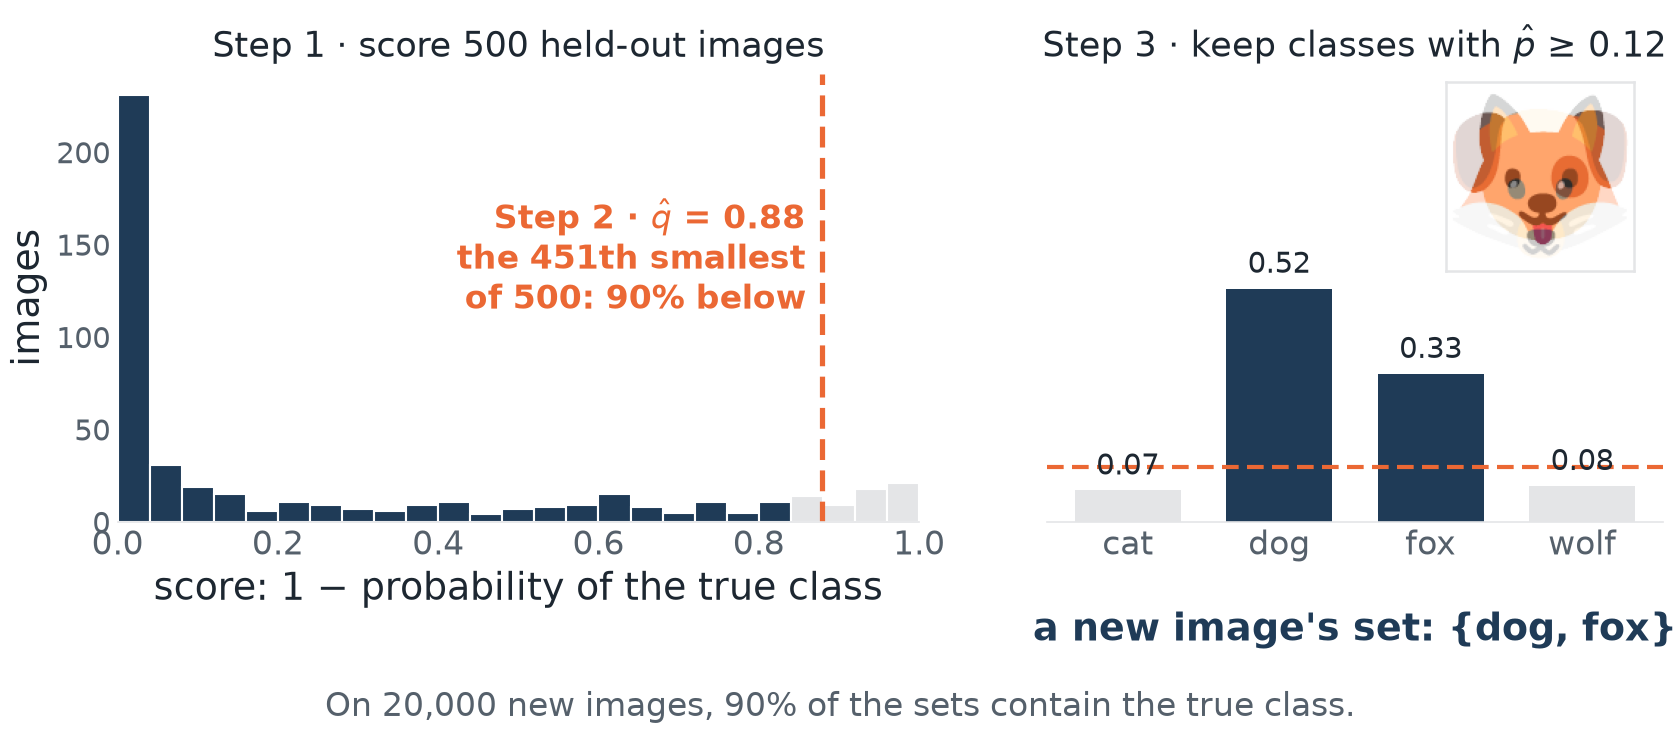 Step 1 · score 500 held-out images
200
150
100
50
0
images
Step 2 · q̂ = 0.88
the 451th smallest
of 500: 90% below
0.0 0.2 0.4 0.6 0.8 1.0
score: 1 − probability of the true class
Step 3 · keep classes with p̂ ≥ 0.12
0.52
0.33
0.07
0.08
cat dog fox wolf
a new image's set: {dog, fox}
On 20,000 new images, 90% of the sets contain the true class.